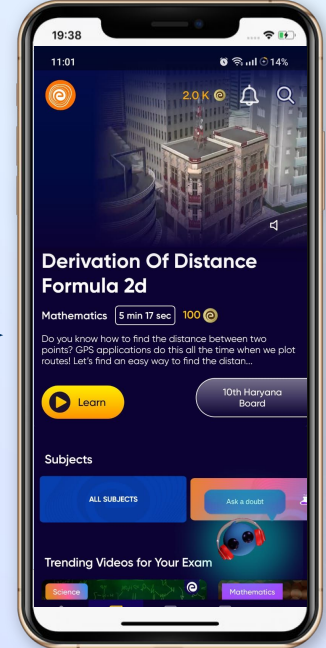 19:38
11:01
14%
2.0 K
Derivation Of Distance
Formula 2d
Mathematics 5 min 17 sec 100
Do you know how to find the distance between two
points? GPS applications do this all the time when we plot
routes! Let's find an easy way to find the distan...
Learn
10th Haryana
Board
Subjects
ALL SUBJECTS
Ask a doubt
Trending Videos for Your Exam
Science
Mathematics